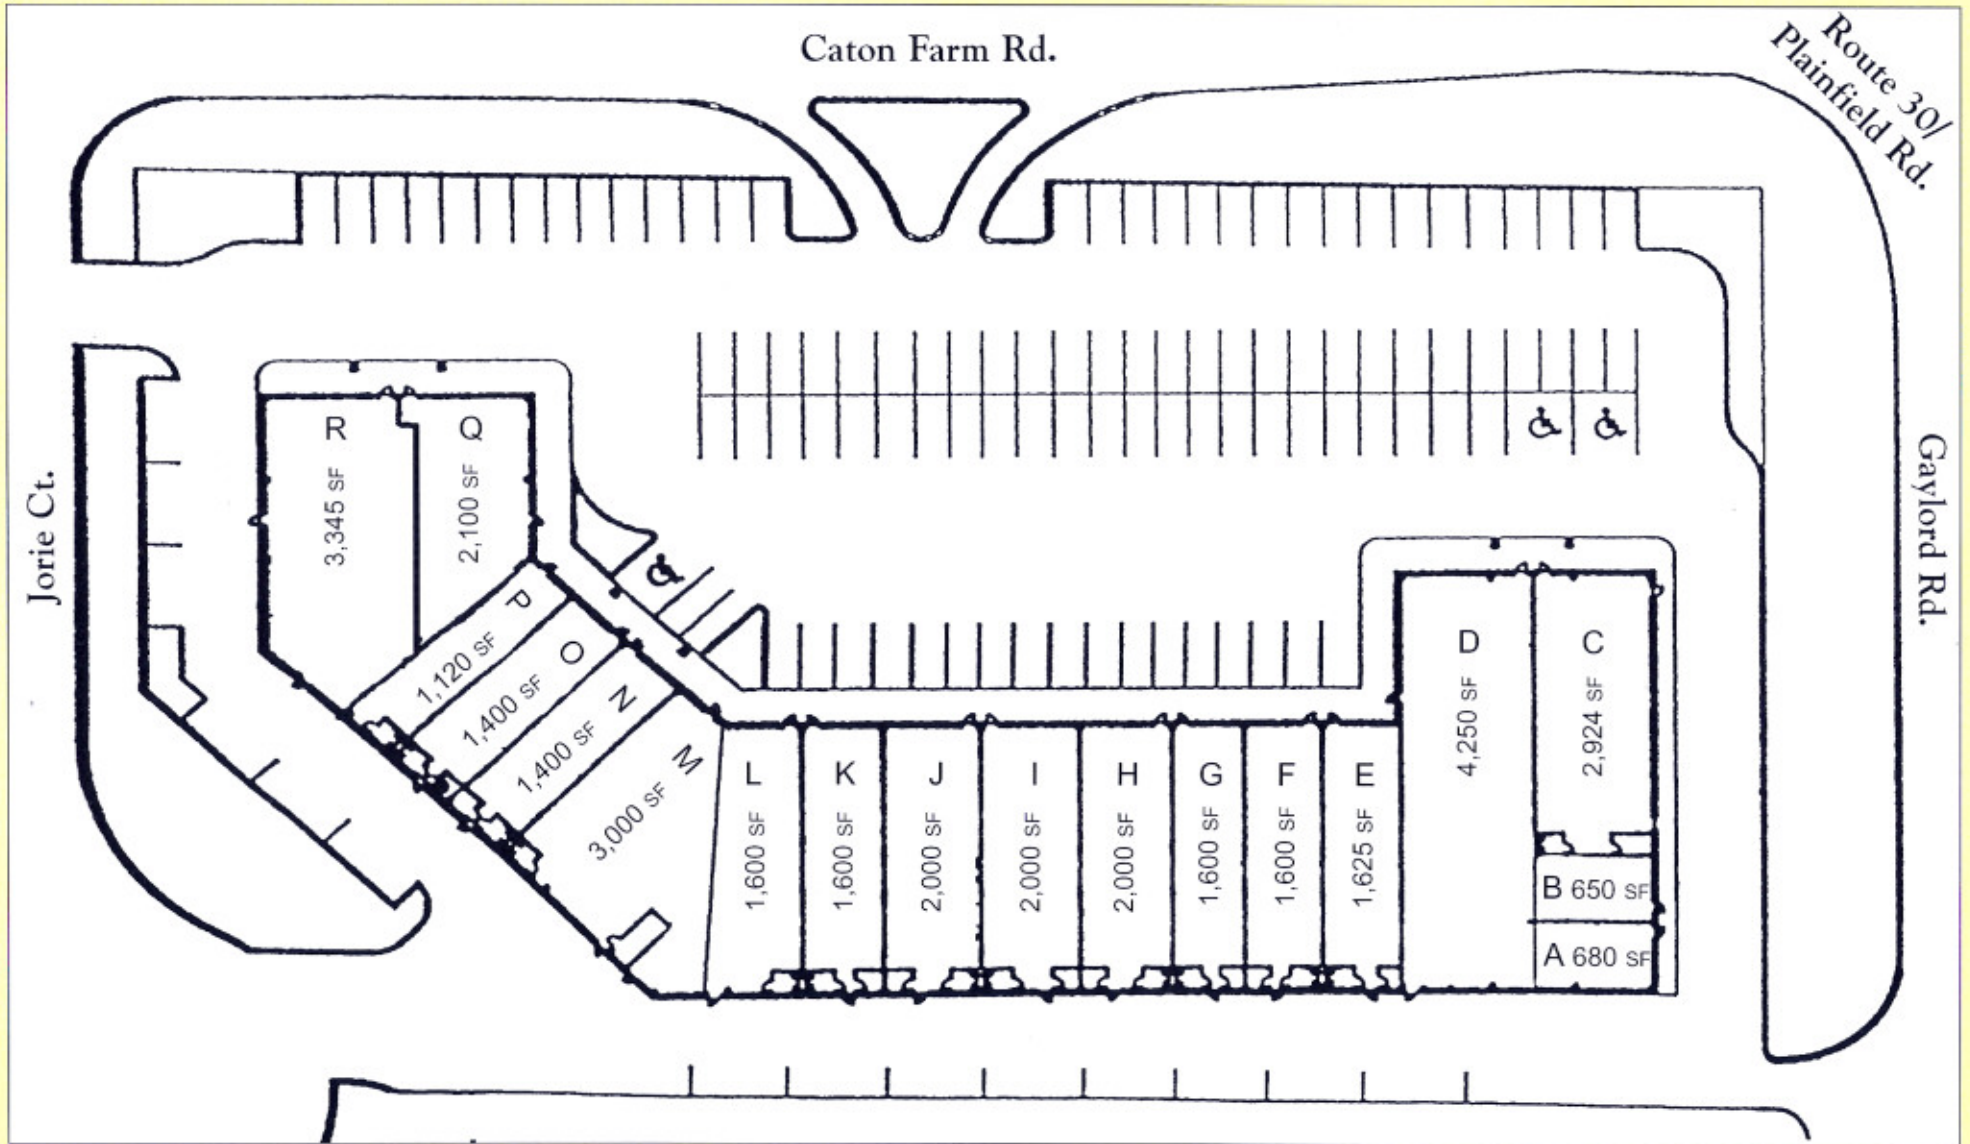 Caton Farm Rd.
Route 30/
Plainfield Rd.
Jorie Ct.
Gaylord Rd.
R
3,345 SF
Q
2,100 SF
P
1,120 SF
O
1,400 SF
N
1,400 SF
M
3,000 SF
L
1,600 SF
K
1,600 SF
J
2,000 SF
I
2,000 SF
H
2,000 SF
G
1,600 SF
F
1,600 SF
E
1,625 SF
D
4,250 SF
C
2,924 SF
B 650 SF
A 680 SF